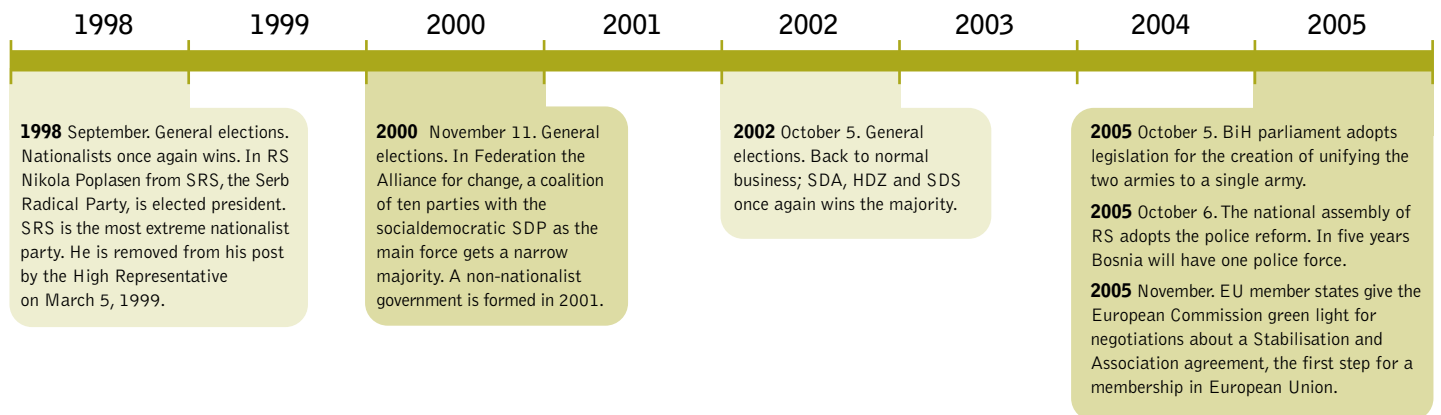 1998 1999 2000 2001 2002 2003 2004 2005
1998 September. General elections.
Nationalists once again wins. In RS
Nikola Poplasen from SRS, the Serb
Radical Party, is elected president.
SRS is the most extreme nationalist
party. He is removed from his post
by the High Representative
on March 5, 1999.
2000 November 11. General
elections. In Federation the
Alliance for change, a coalition
of ten parties with the
socialdemocratic SDP as the
main force gets a narrow
majority. A non-nationalist
government is formed in 2001.
2002 October 5. General
elections. Back to normal
business; SDA, HDZ and SDS
once again wins the majority.
2005 October 5. BiH parliament adopts
legislation for the creation of unifying the
two armies to a single army.
2005 October 6. The national assembly of
RS adopts the police reform. In five years
Bosnia will have one police force.
2005 November. EU member states give the
European Commission green light for
negotiations about a Stabilisation and
Association agreement, the first step for a
membership in European Union.